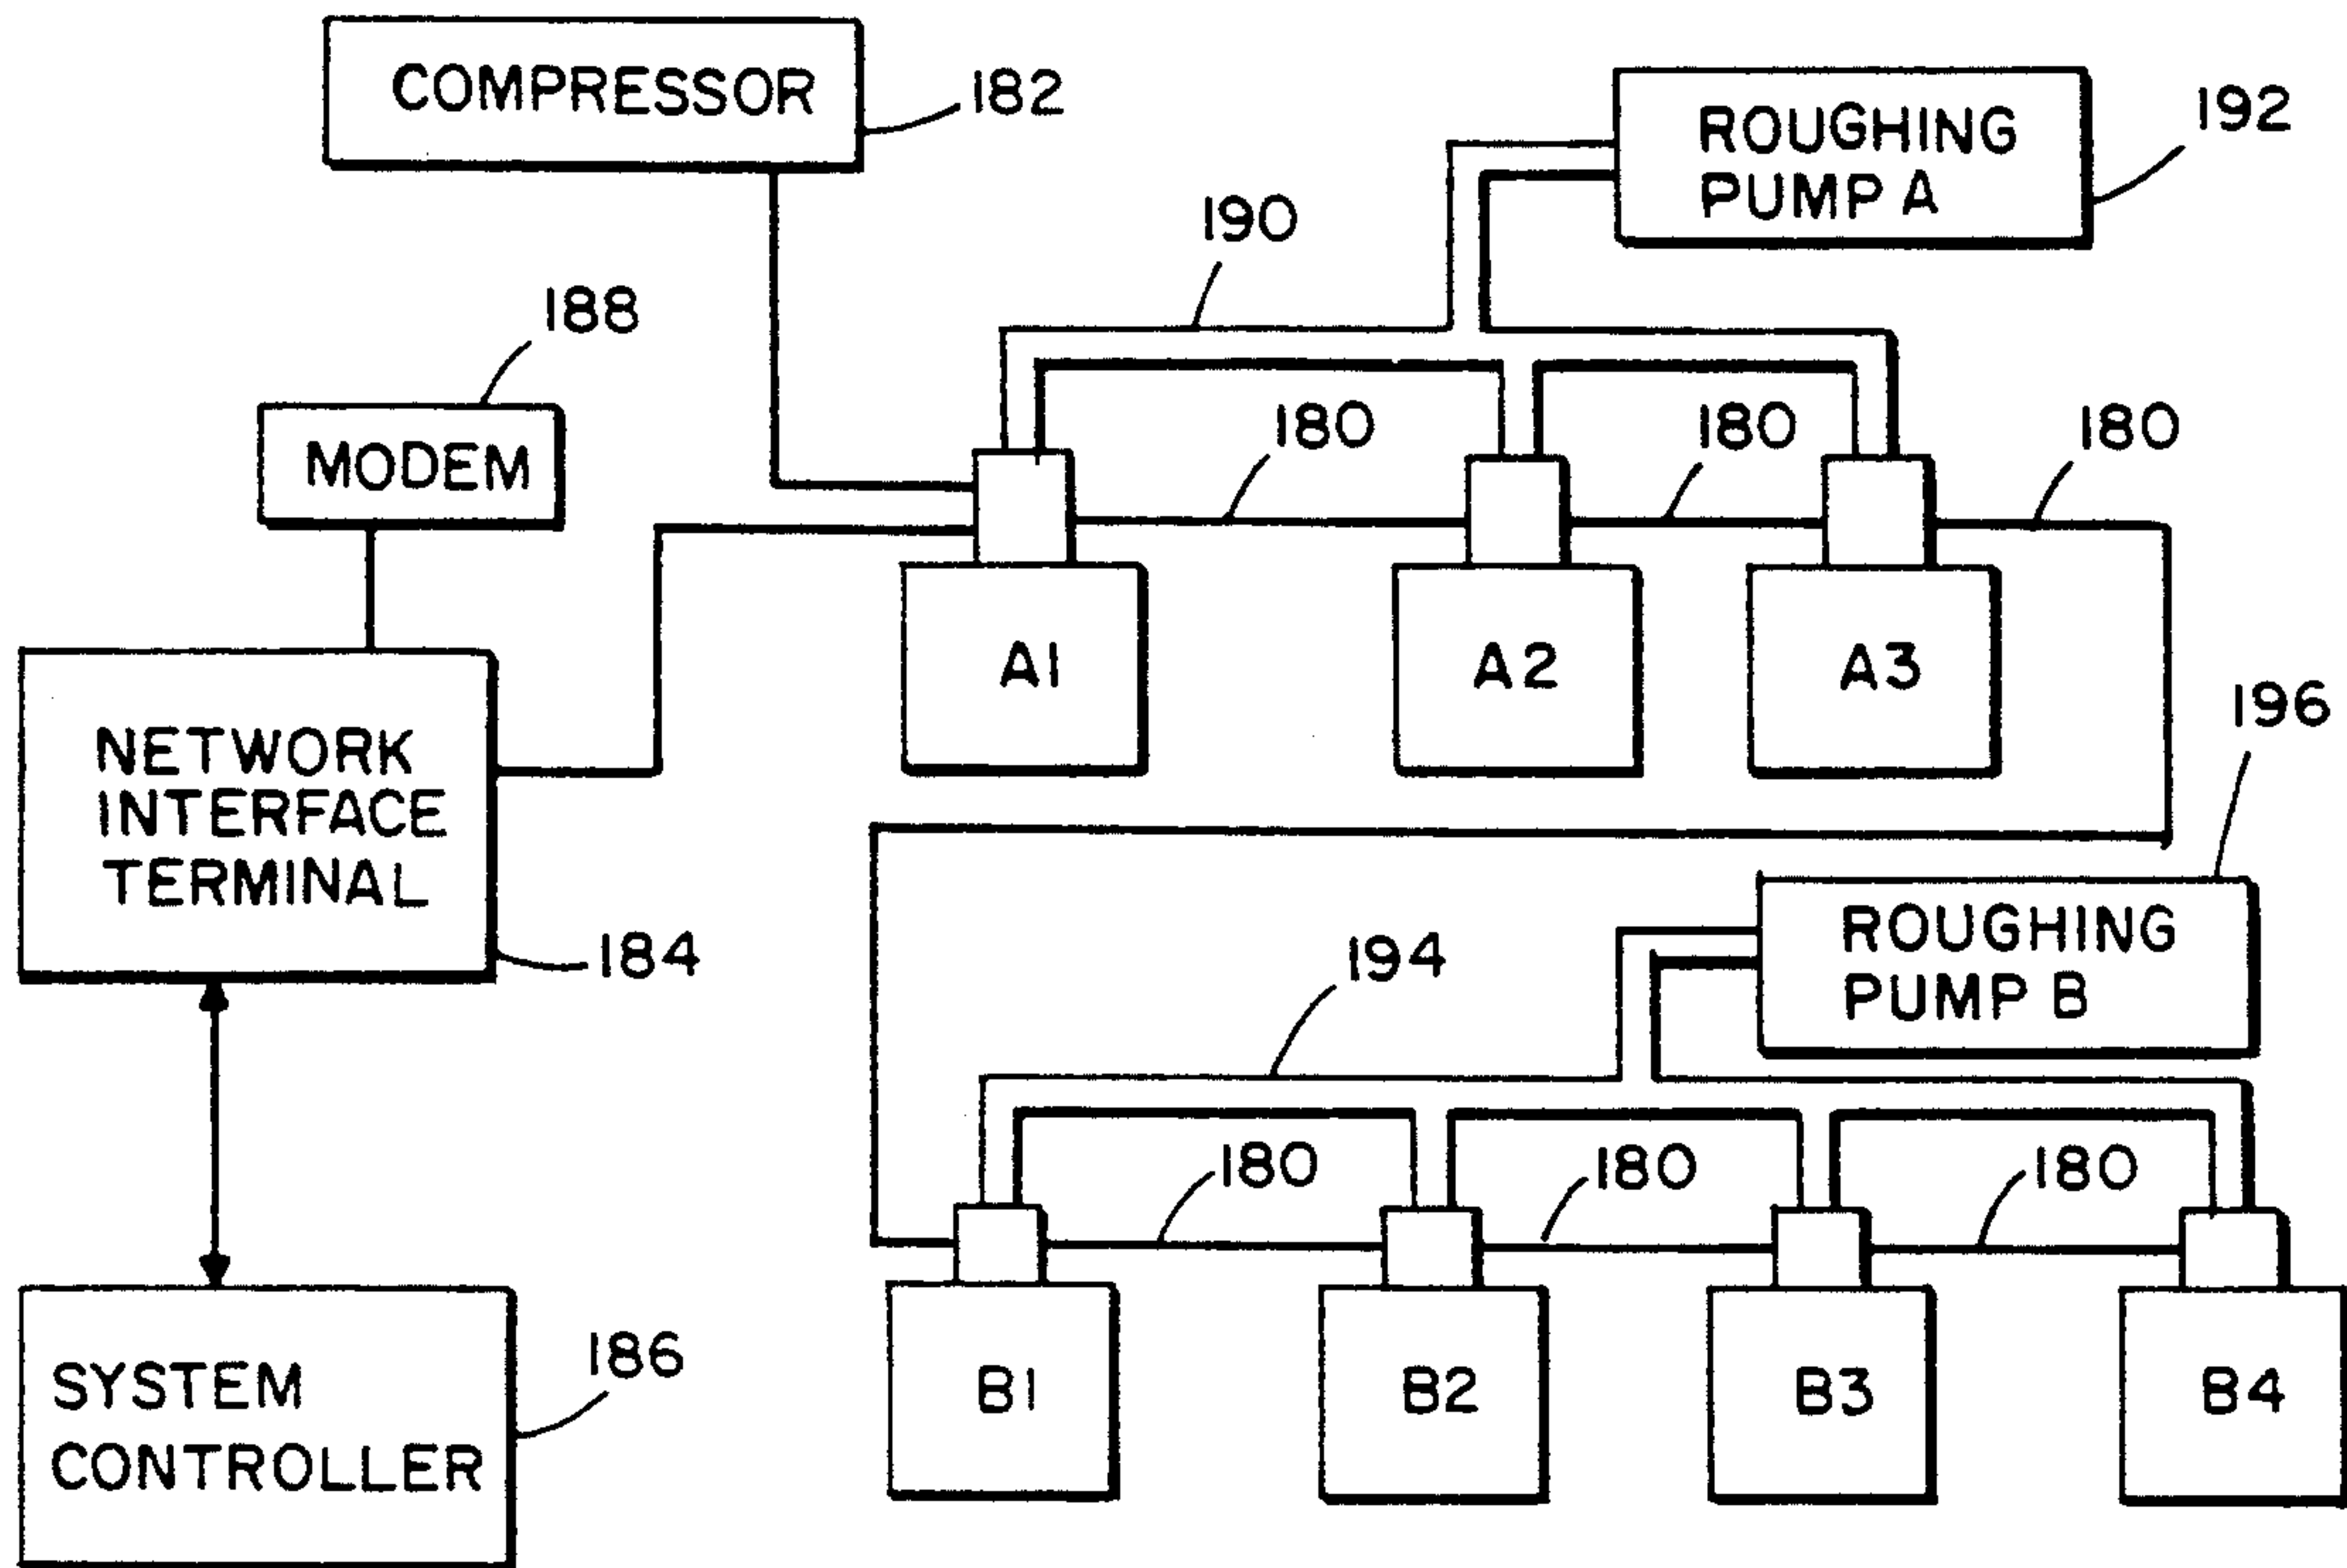 COMPRESSOR
182
ROUGHING
PUMP A
192
190
188
MODEM
180
180
180
A1
A2
A3
NETWORK
INTERFACE
TERMINAL
184
196
ROUGHING
PUMP B
194
180
180
180
SYSTEM
CONTROLLER
186
B1
B2
B3
B4